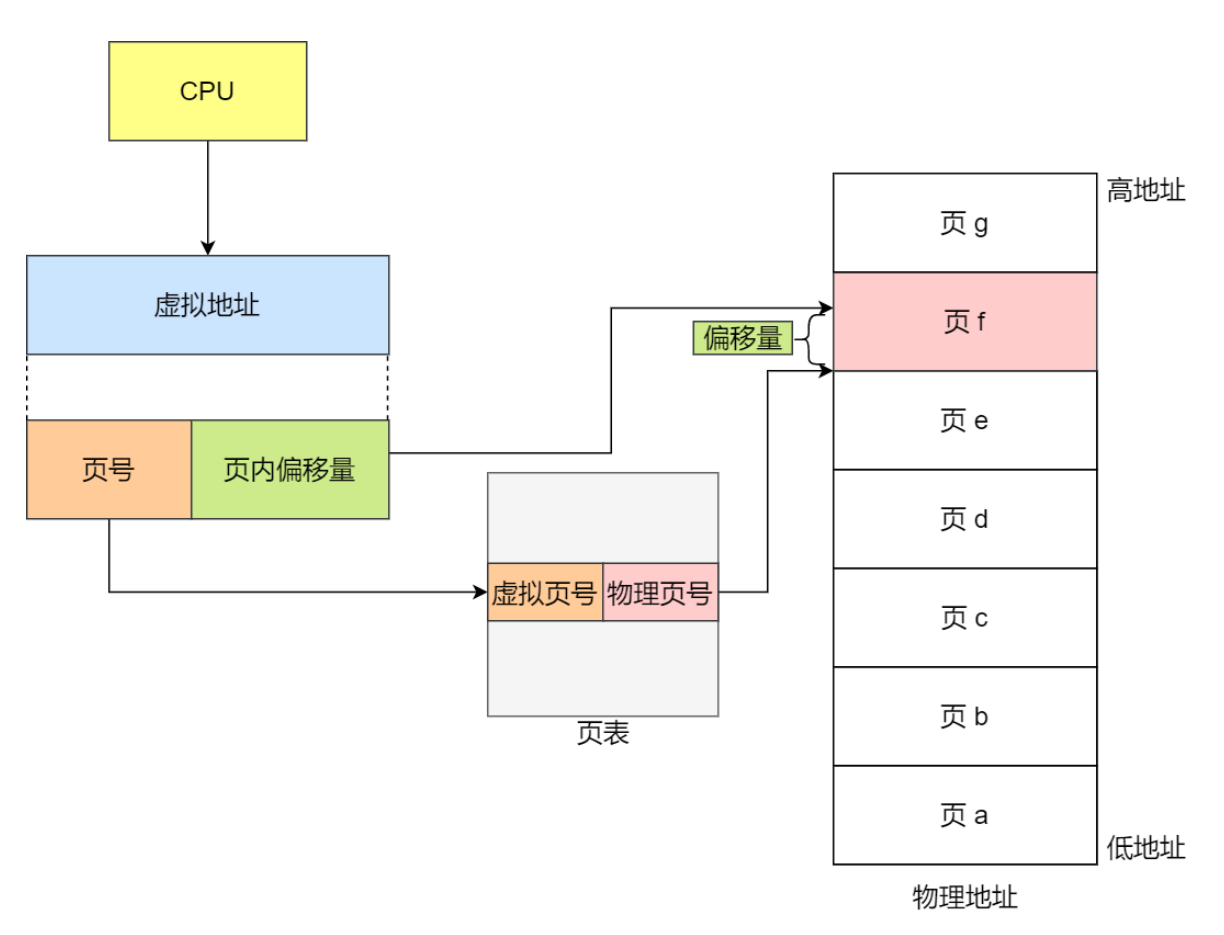 CPU
高地址
页 g
虚拟地址
页 f
偏移量
页 e
页号
页内偏移量
页 d
虚拟页号
物理页号
页 c
页表
页 b
页 a
低地址
物理地址